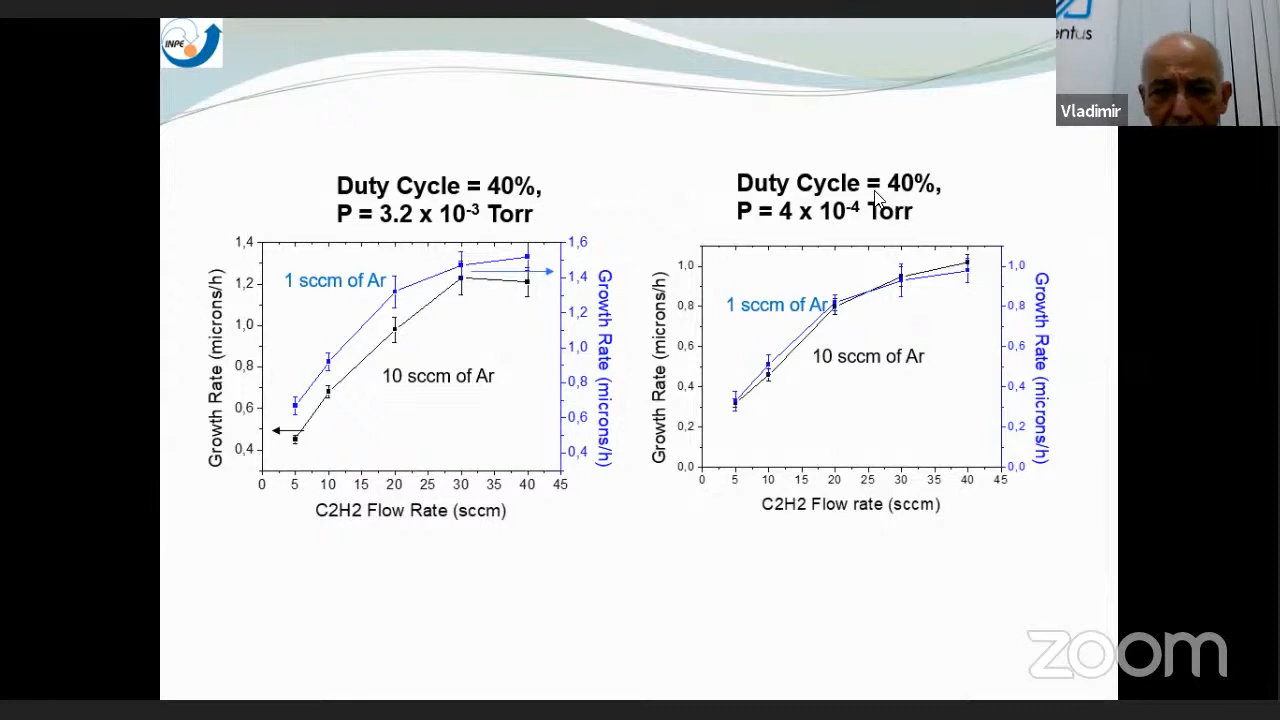 INPE
entus
Vladimir
Duty Cycle = 40%,
P = 3.2 x 10-3 Torr
1,4
1,2
1,0
0,8
0,6
0,4
Growth Rate (microns/h)
1 sccm of Ar
10 sccm of Ar
1,6
1,4
1,2
1,0
0,8
0,6
0,4
Growth Rate (microns/h)
0 5 10 15 20 25 30 35 40 45
C2H2 Flow Rate (sccm)
Duty Cycle = 40%,
P = 4 x 10-4 Torr
1,0
0,8
0,6
0,4
0,2
0,0
Growth Rate (microns/h)
1 sccm of Ar
10 sccm of Ar
1,0
0,8
0,6
0,4
0,2
0,0
Growth Rate (microns/h)
0 5 10 15 20 25 30 35 40 45
C2H2 Flow rate (sccm)
zoom